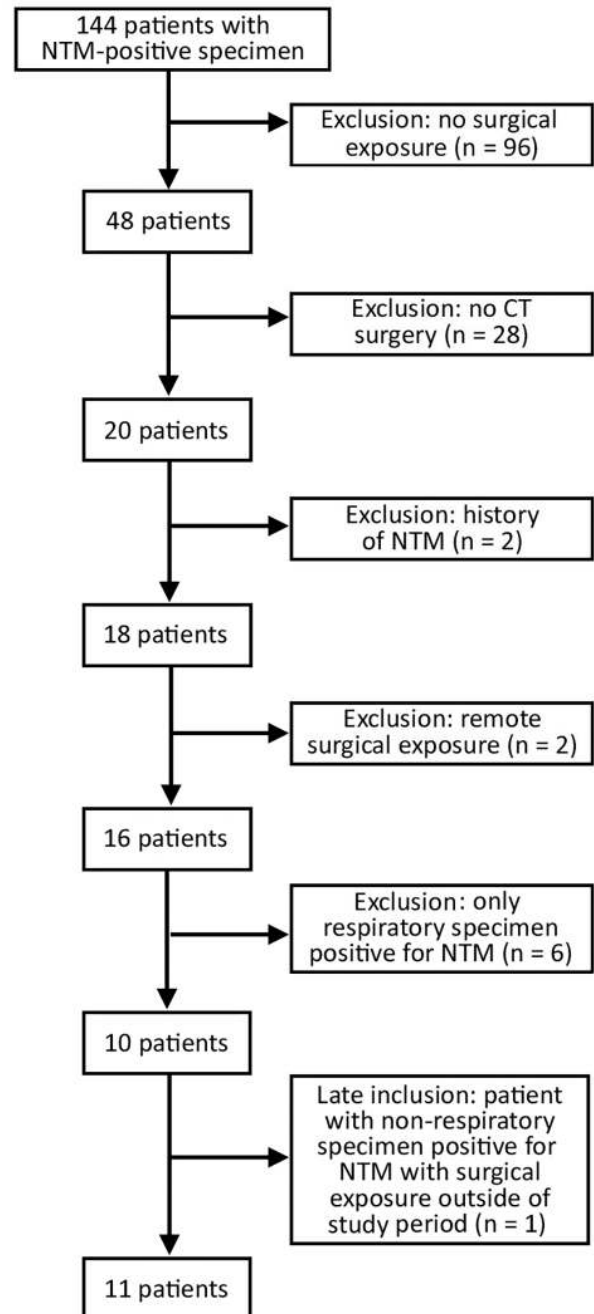 144 patients with
NTM-positive specimen
Exclusion: no surgical
exposure (n = 96)
48 patients
Exclusion: no CT
surgery (n = 28)
20 patients
Exclusion: history
of NTM (n = 2)
18 patients
Exclusion: remote
surgical exposure (n = 2)
16 patients
Exclusion: only
respiratory specimen
positive for NTM (n = 6)
10 patients
Late inclusion: patient
with non-respiratory
specimen positive for
NTM with surgical
exposure outside of
study period (n = 1)
11 patients